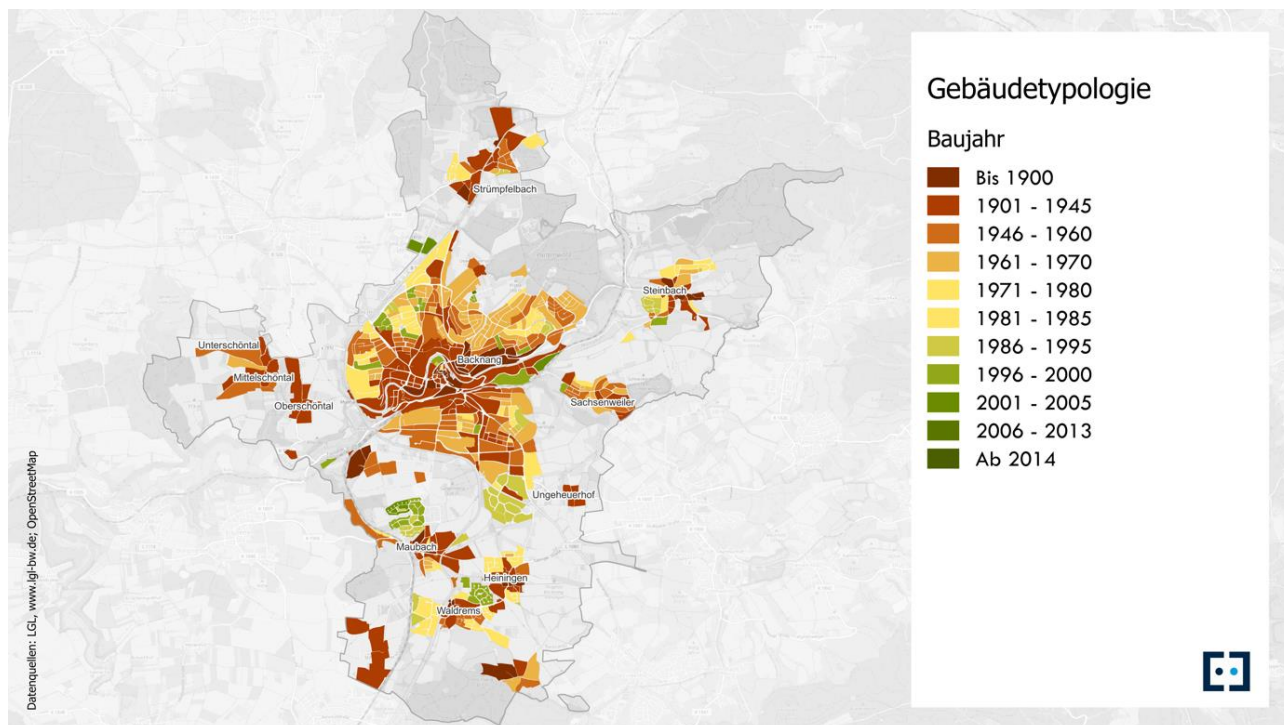 Gebäudetypologie
Baujahr
Bis 1900
1901 - 1945
1946 - 1960
1961 - 1970
1971 - 1980
1981 - 1985
1986 - 1995
1996 - 2000
2001 - 2005
2006 - 2013
Ab 2014
Strümpfelbach
Steinbach
Unterschöntal
Backnang
Mittelschöntal
Oberschöntal
Sachsenweiler
Ungeheuerhof
Maubach
Heiningen
Waldrems
Datenquellen: LGL, www.lgl-bw.de; OpenStreetMap